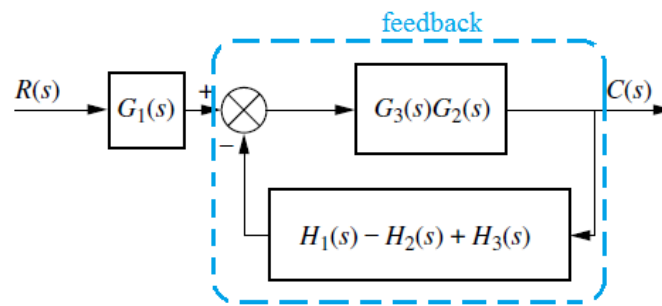 feedback
R(s)
G₁(s)
+
−
G₃(s)G₂(s)
C(s)
H₁(s) − H₂(s) + H₃(s)